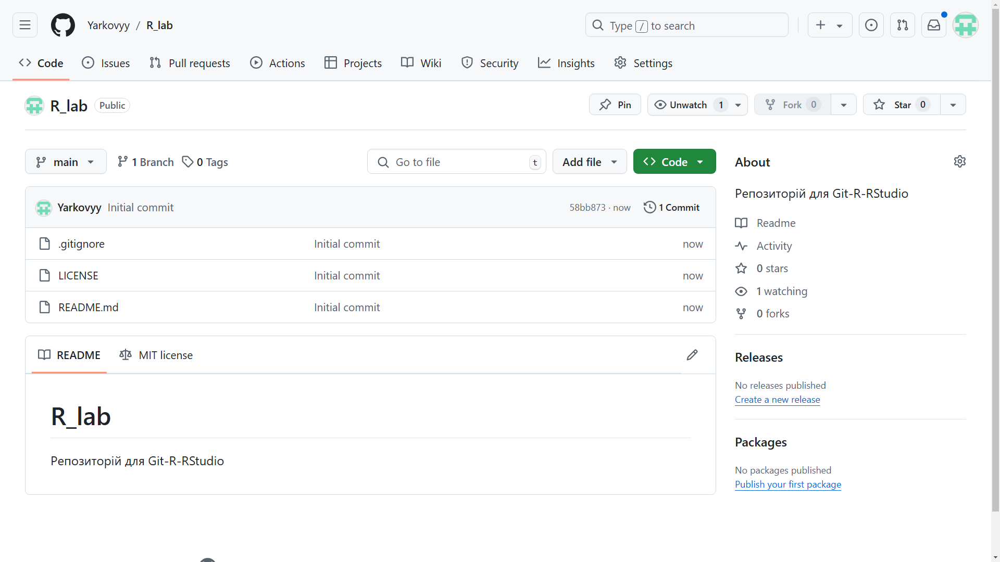 Yarkovyy / R_lab
Type / to search
Code Issues Pull requests Actions Projects Wiki Security Insights Settings
R_lab Public
Pin Unwatch 1 Fork 0 Star 0
main 1 Branch 0 Tags Go to file t Add file Code
Yarkovyy Initial commit 58bb873 · now 1 Commit
.gitignore Initial commit now
LICENSE Initial commit now
README.md Initial commit now
README MIT license
R_lab
Репозиторій для Git-R-RStudio
About
Репозиторій для Git-R-RStudio
Readme
Activity
0 stars
1 watching
0 forks
Releases
No releases published
Create a new release
Packages
No packages published
Publish your first package